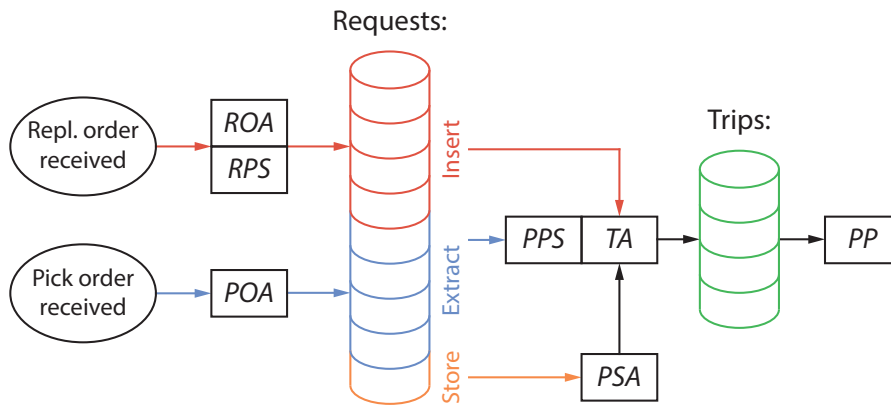 Requests:
Repl. order
received
ROA
RPS
Insert
Trips:
Pick order
received
POA
Extract
PPS
TA
PP
Store
PSA